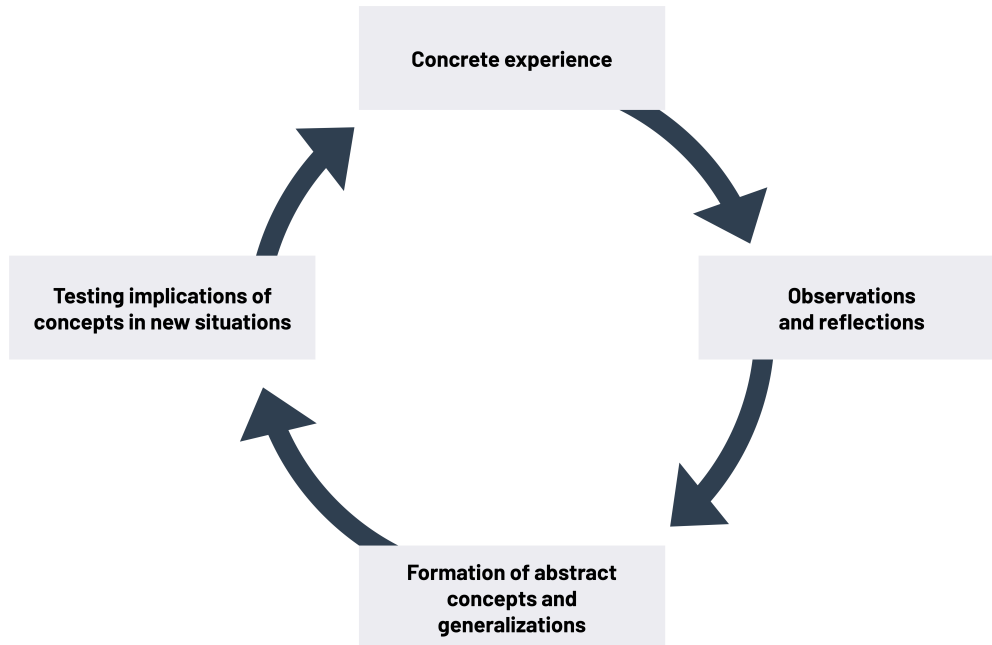 Concrete experience
Observations
and reflections
Formation of abstract
concepts and
generalizations
Testing implications of
concepts in new situations